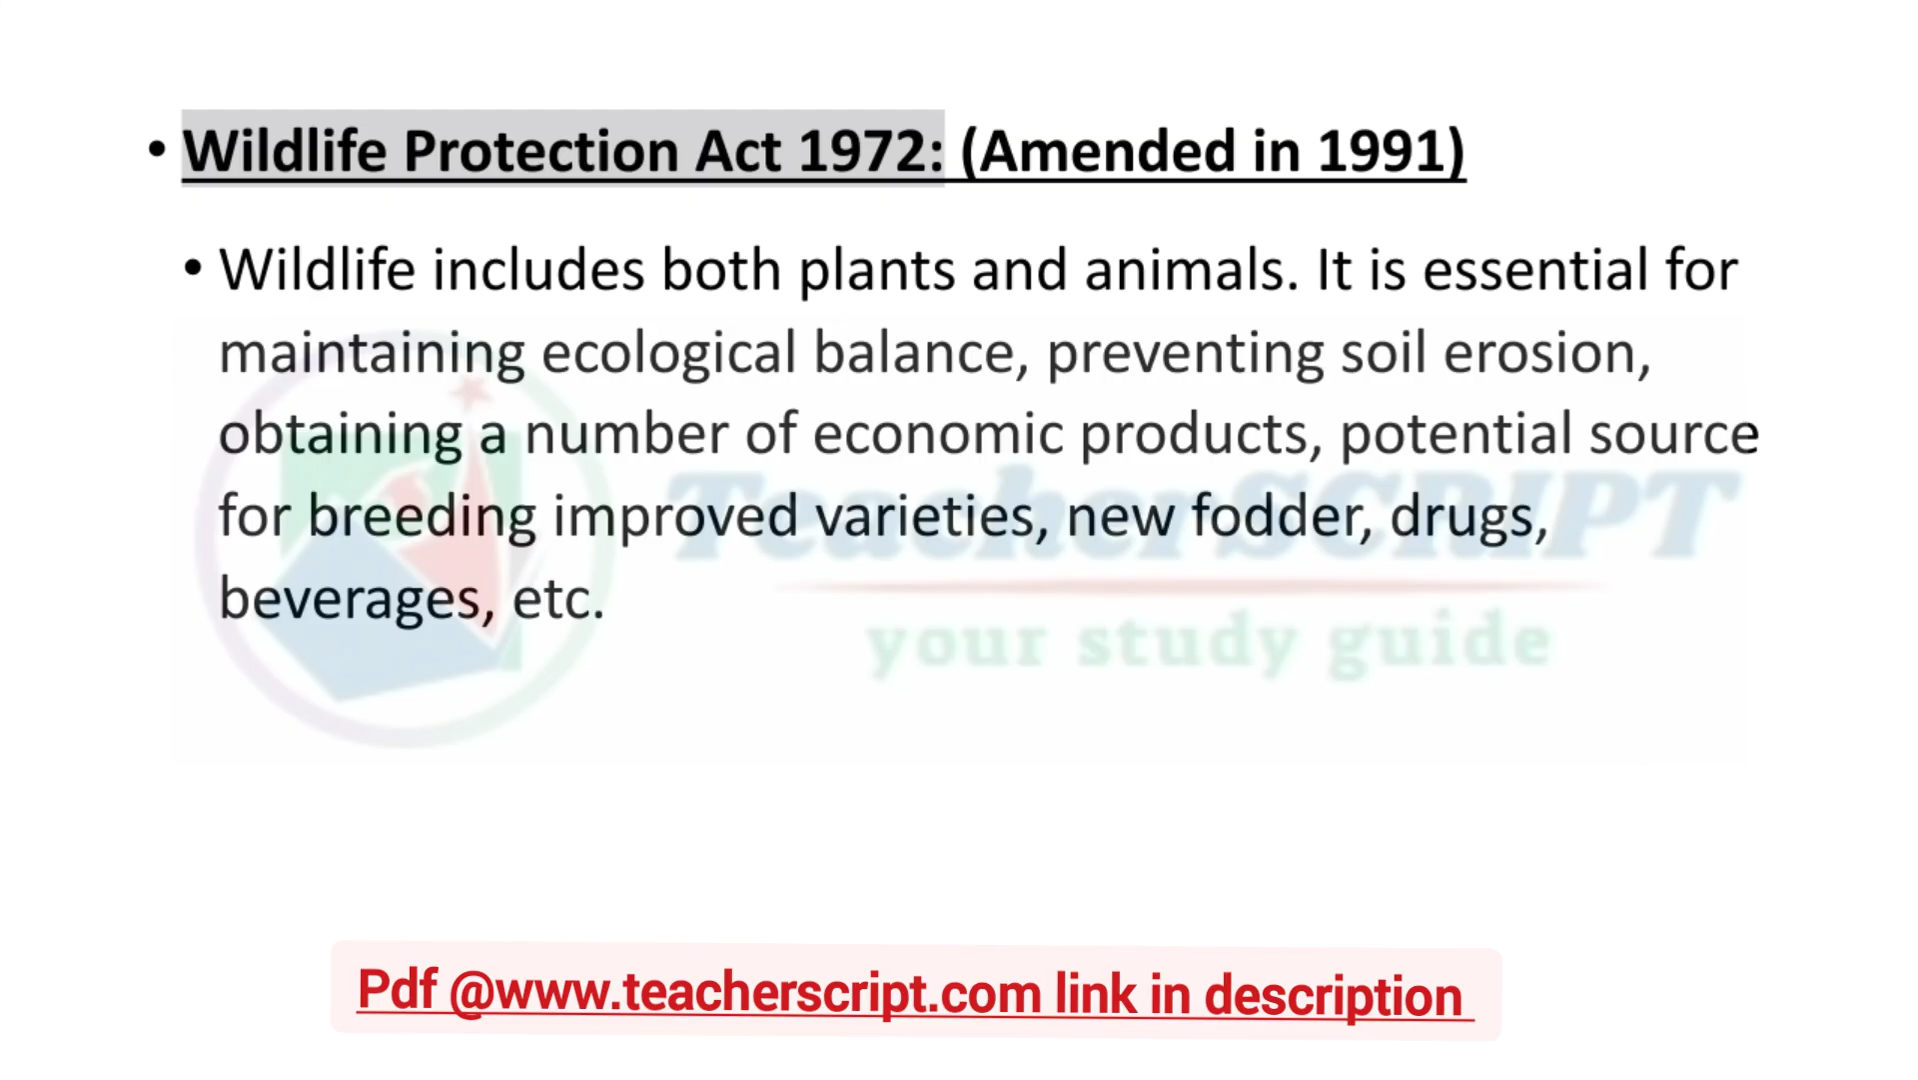 • Wildlife Protection Act 1972: (Amended in 1991)
• Wildlife includes both plants and animals. It is essential for
maintaining ecological balance, preventing soil erosion,
obtaining a number of economic products, potential source
for breeding improved varieties, new fodder, drugs,
beverages, etc.
TeacherSCRIPT
your study guide
Pdf @www.teacherscript.com link in description